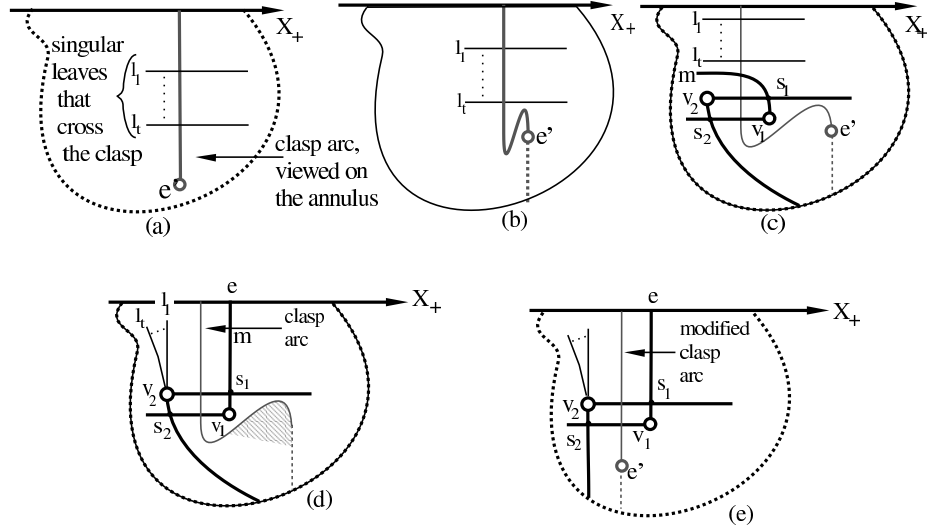 X+
singular
leaves
that
cross
the clasp
l1
lt
e
clasp arc,
viewed on
the annulus
(a)
X+
l1
lt
e’
(b)
X+
l1
lt
m
s1
v2
s2
v1
e’
(c)
e
l1
X+
lt
m
clasp
arc
v2
s1
s2
v1
(d)
e
X+
modified
clasp
arc
v2
s1
s2
v1
e’
(e)